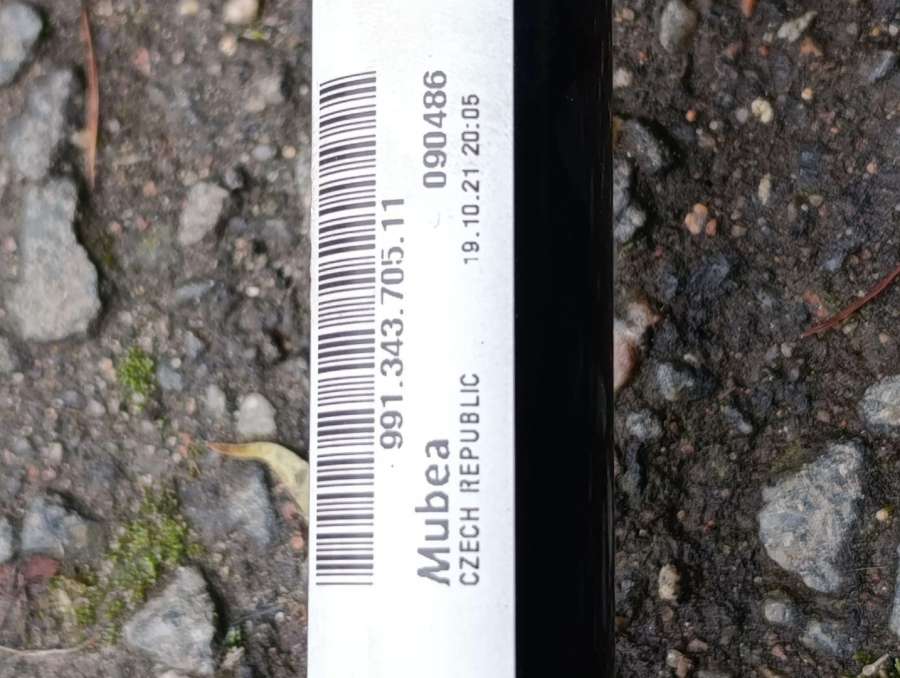 991.343.705.11
Mubea 090486
CZECH REPUBLIC 19.10.21 20:05